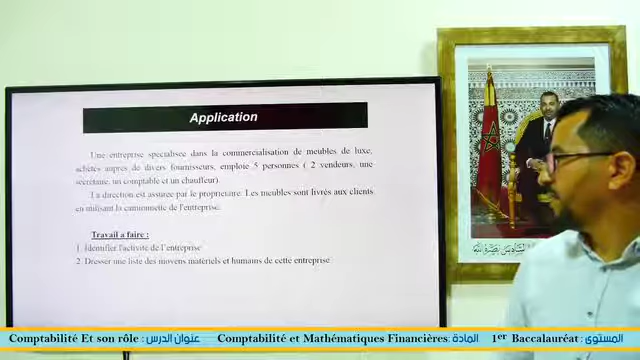 Application
Une entreprise spécialisée dans la commercialisation de meubles de luxe,
achetés auprès de divers fournisseurs, emploie 5 personnes ( 2 vendeurs, une
secrétaire, un comptable et un chauffeur).
La direction est assurée par le propriétaire. Les meubles sont livrés aux clients
en utilisant la camionnette de l'entreprise.
Travail a faire :
1. Identifier l'activité de l'entreprise
2. Dresser une liste des moyens matériels et humains de cette entreprise
Comptabilité Et son rôle : عنوان الدرس Comptabilité et Mathématiques Financières : المادة 1er Baccalauréat : المستوى